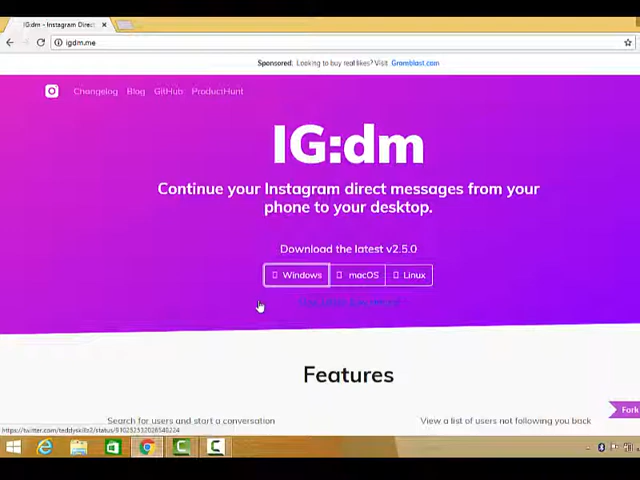 IG:dm - Instagram Direct
igdm.me
Sponsored: Looking to buy real likes? Visit Gramblast.com
Changelog Blog GitHub ProductHunt
IG:dm
Continue your Instagram direct messages from your
phone to your desktop.
Download the latest v2.5.0
Windows macOS Linux
Features
Fork
Search for users and start a conversation
View a list of users not following you back